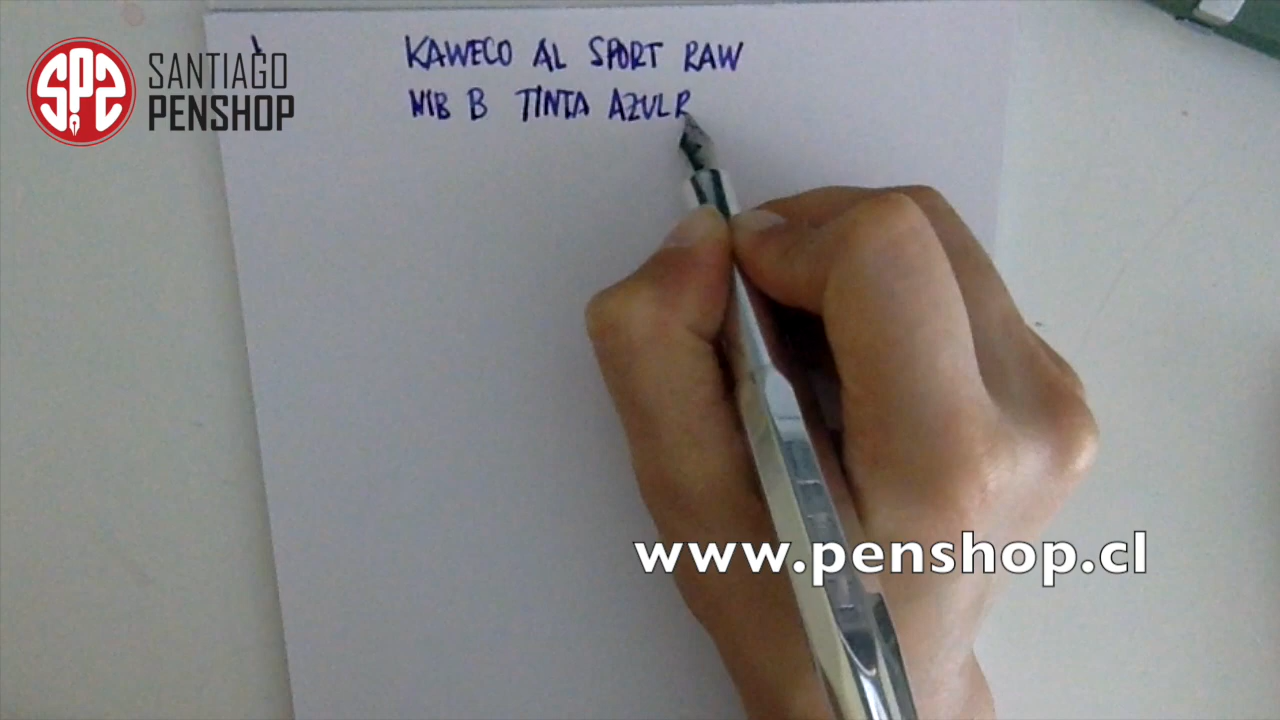 SANTIAGO
PENSHOP
KAWECO AL SPORT RAW
NIB B TINTA AZUL R
www.penshop.cl